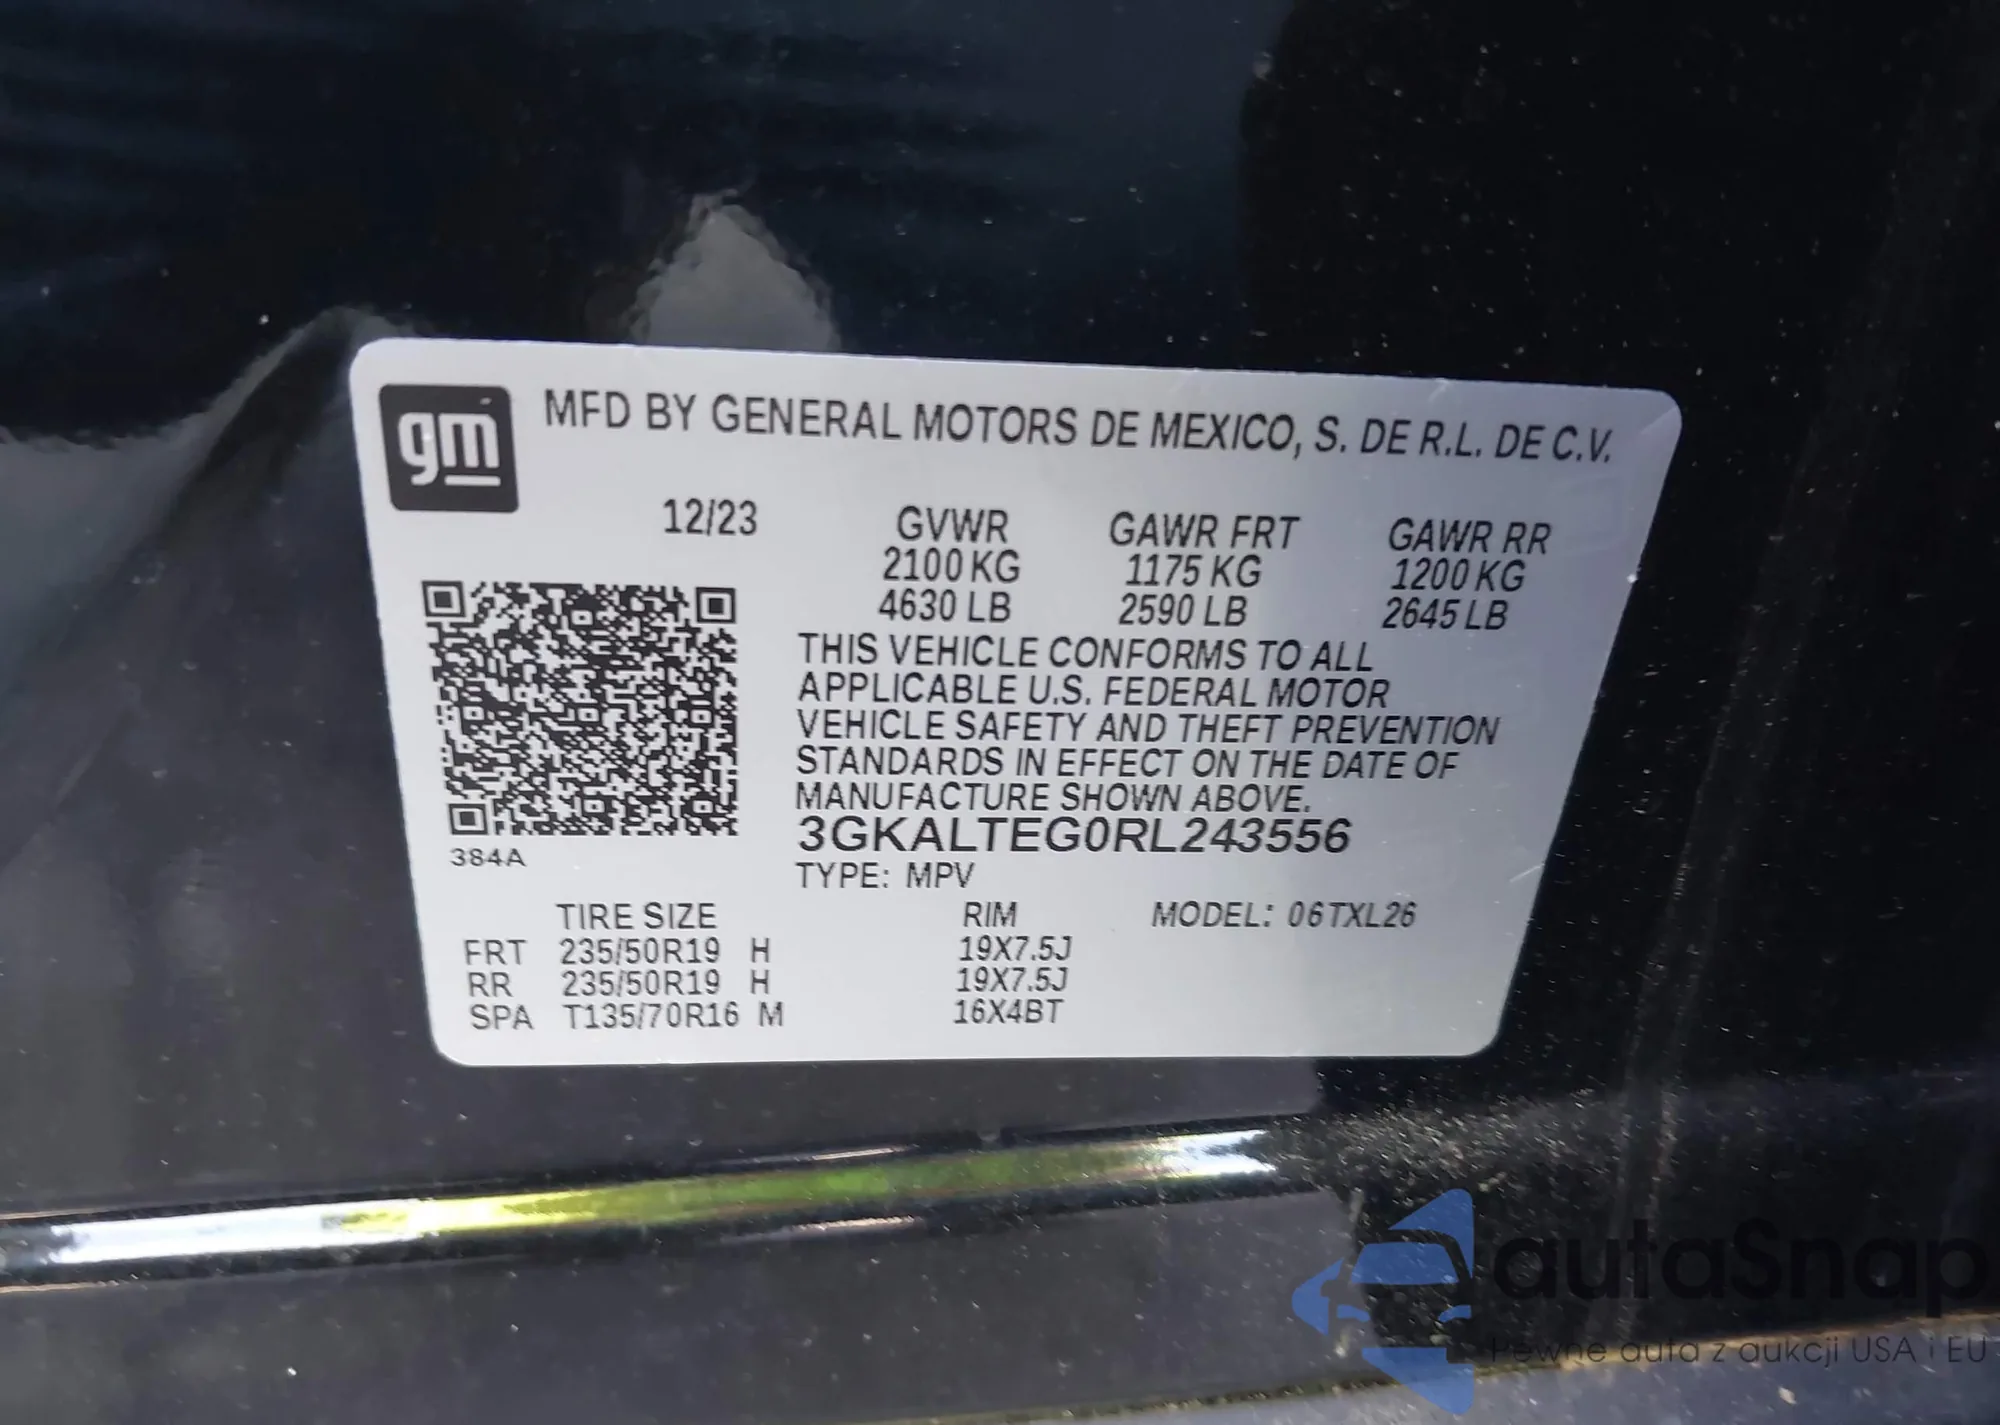 gm
MFD BY GENERAL MOTORS DE MEXICO, S. DE R.L. DE C.V.
12/23 GVWR GAWR FRT GAWR RR
2100 KG 1175 KG 1200 KG
4630 LB 2590 LB 2645 LB
THIS VEHICLE CONFORMS TO ALL
APPLICABLE U.S. FEDERAL MOTOR
VEHICLE SAFETY AND THEFT PREVENTION
STANDARDS IN EFFECT ON THE DATE OF
MANUFACTURE SHOWN ABOVE.
3GKALTEG0RL243556
384A
TYPE: MPV
TIRE SIZE RIM MODEL: 06TXL26
FRT 235/50R19 H 19X7.5J
RR 235/50R19 H 19X7.5J
SPA T135/70R16 M 16X4BT
autaSnap
Pewne auta z aukcji USA i EU